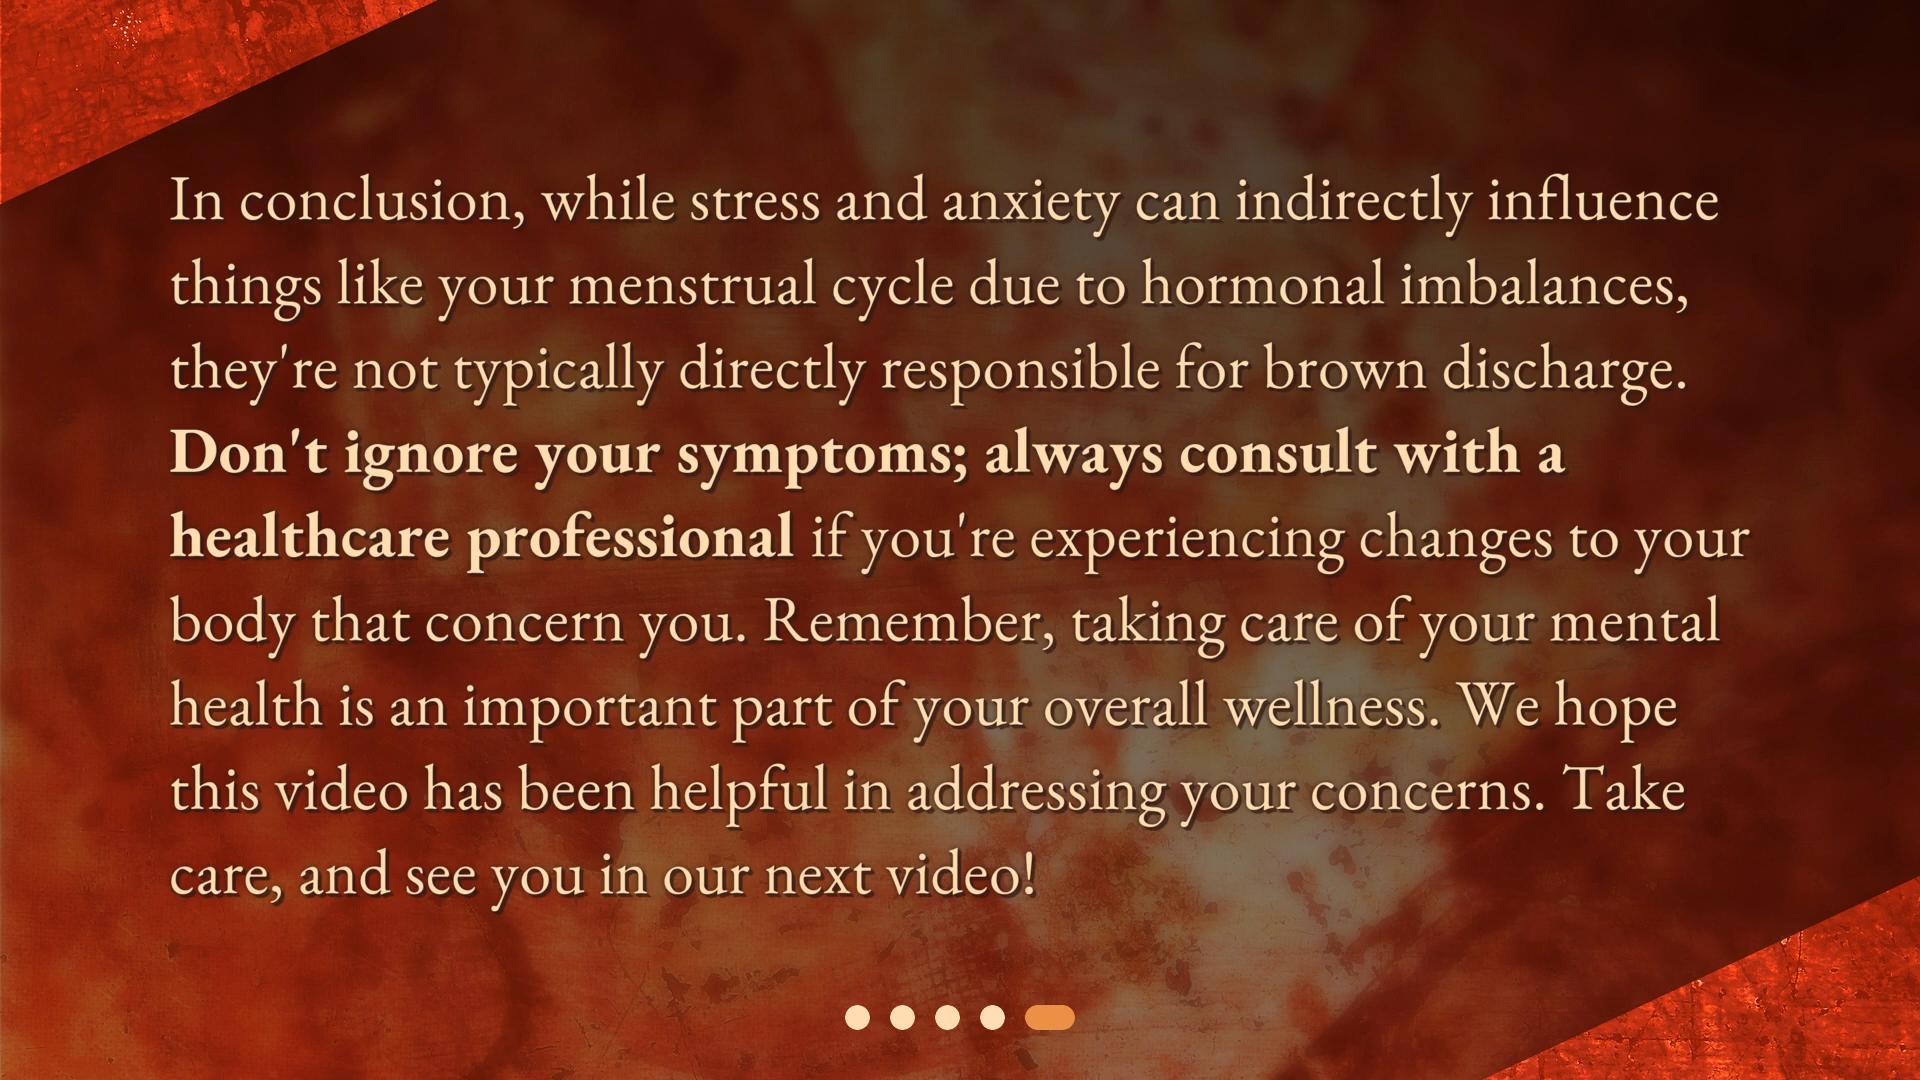 In conclusion, while stress and anxiety can indirectly influence
things like your menstrual cycle due to hormonal imbalances,
they're not typically directly responsible for brown discharge.
Don't ignore your symptoms; always consult with a
healthcare professional if you're experiencing changes to your
body that concern you. Remember, taking care of your mental
health is an important part of your overall wellness. We hope
this video has been helpful in addressing your concerns. Take
care, and see you in our next video!